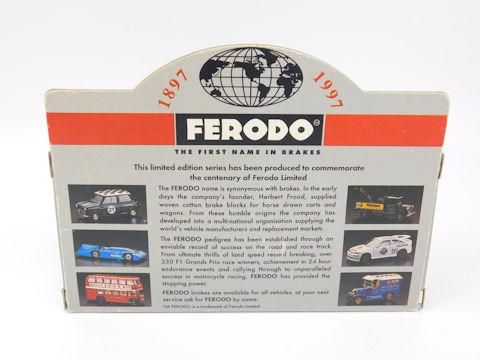 1897
1997
FERODO
THE FIRST NAME IN BRAKES
This limited edition series has been produced to commemorate
the centenary of Ferodo Limited
The FERODO name is synonymous with brakes. In the early
days the company's founder, Herbert Frood, supplied
woven cotton brake blocks for horse drawn carts and
wagons. From these humble origins the company has
developed into a multi-national organisation supplying the
world's vehicle manufacturers and replacement markets.
The FERODO pedigree has been established through an
enviable record of success on the road and race track.
From ultimate thrills of land speed record breaking, over
330 F1 Grands Prix race winners, achievement in 24 hour
endurance events and rallying through to unparalleled
success in motorcycle racing, FERODO has provided the
stopping power.
FERODO brakes are available for all vehicles, at your next
service ask for FERODO by name.
TM FERODO is a trademark of Ferodo Limited